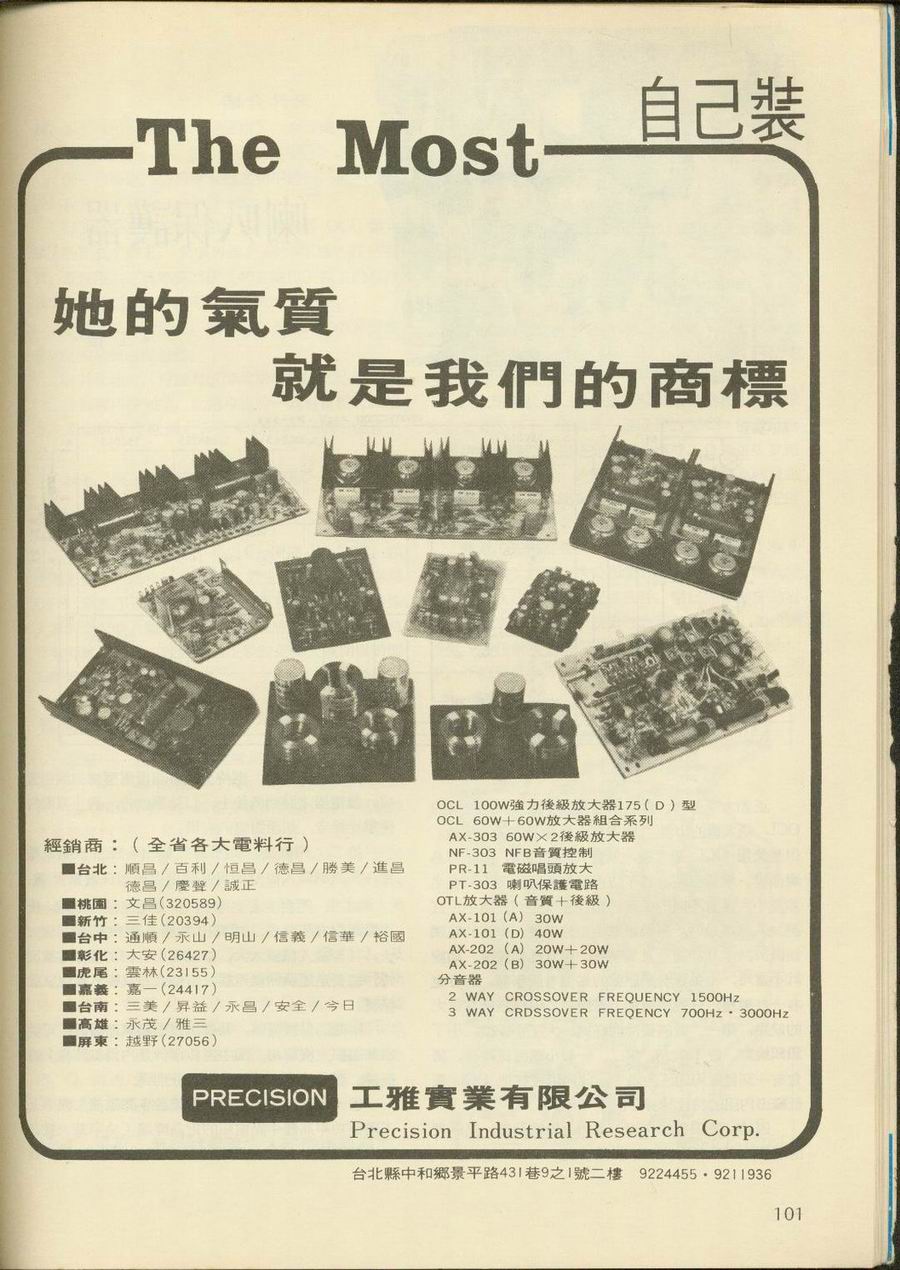 自己裝
The Most
她的氣質
就是我們的商標
OCL 100W強力後級放大器175(D)型
OCL 60W+60W放大器組合系列
AX-303 60W×2後級放大器
NF-303 NFB音質控制
PR-11 電磁唱頭放大
PT-303 喇叭保護電路
OTL放大器(音質+後級)
AX-101(A) 30W
AX-101(D) 40W
AX-202(A) 20W+20W
AX-202(B) 30W+30W
分音器
2 WAY CROSSOVER FREQUENCY 1500Hz
3 WAY CRDSSOVER FREQENCY 700Hz・3000Hz
經銷商:(全省各大電料行)
■台北:順昌/百利/恒昌/德昌/勝美/進昌
德昌/慶聲/誠正
■桃園:文昌(320589)
■新竹:三佳(20394)
■台中:通順/永山/明山/信義/信華/裕國
■彰化:大安(26427)
■虎尾:雲林(23155)
■嘉義:嘉一(24417)
■台南:三美/昇益/永昌/安全/今日
■高雄:永茂/雅三
■屏東:越野(27056)
PRECISION 工雅實業有限公司
Precision Industrial Research Corp.
台北縣中和鄉景平路431巷9之1號二樓 9224455・9211936
101